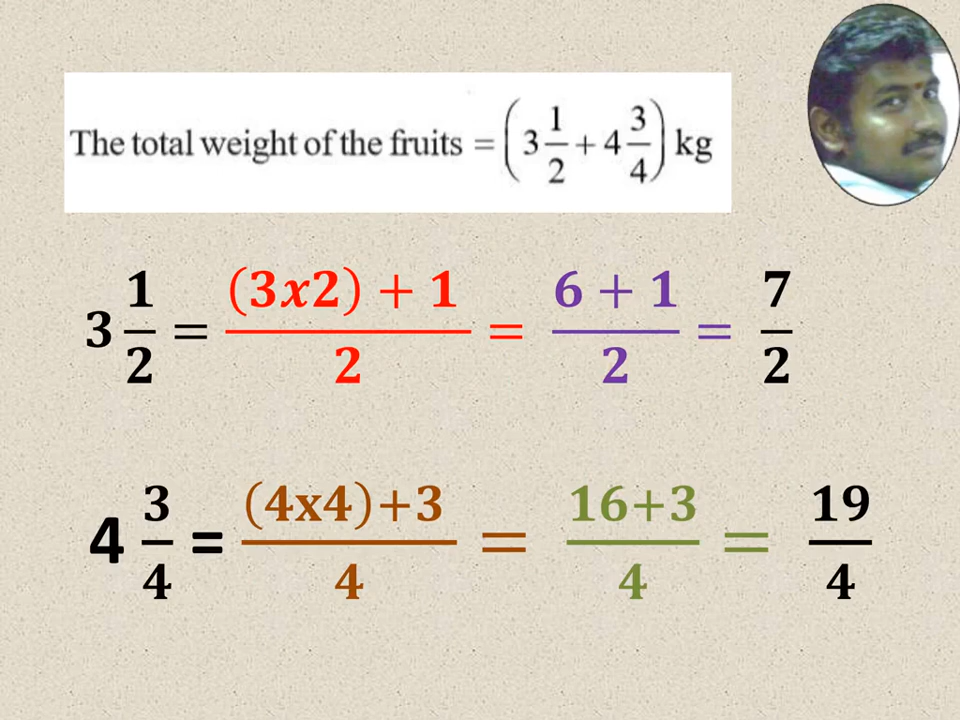 The total weight of the fruits = (3 1/2 + 4 3/4) kg
3 1/2 = (3x2) + 1/2 = 6 + 1/2 = 7/2
4 3/4 = (4x4)+3/4 = 16+3/4 = 19/4